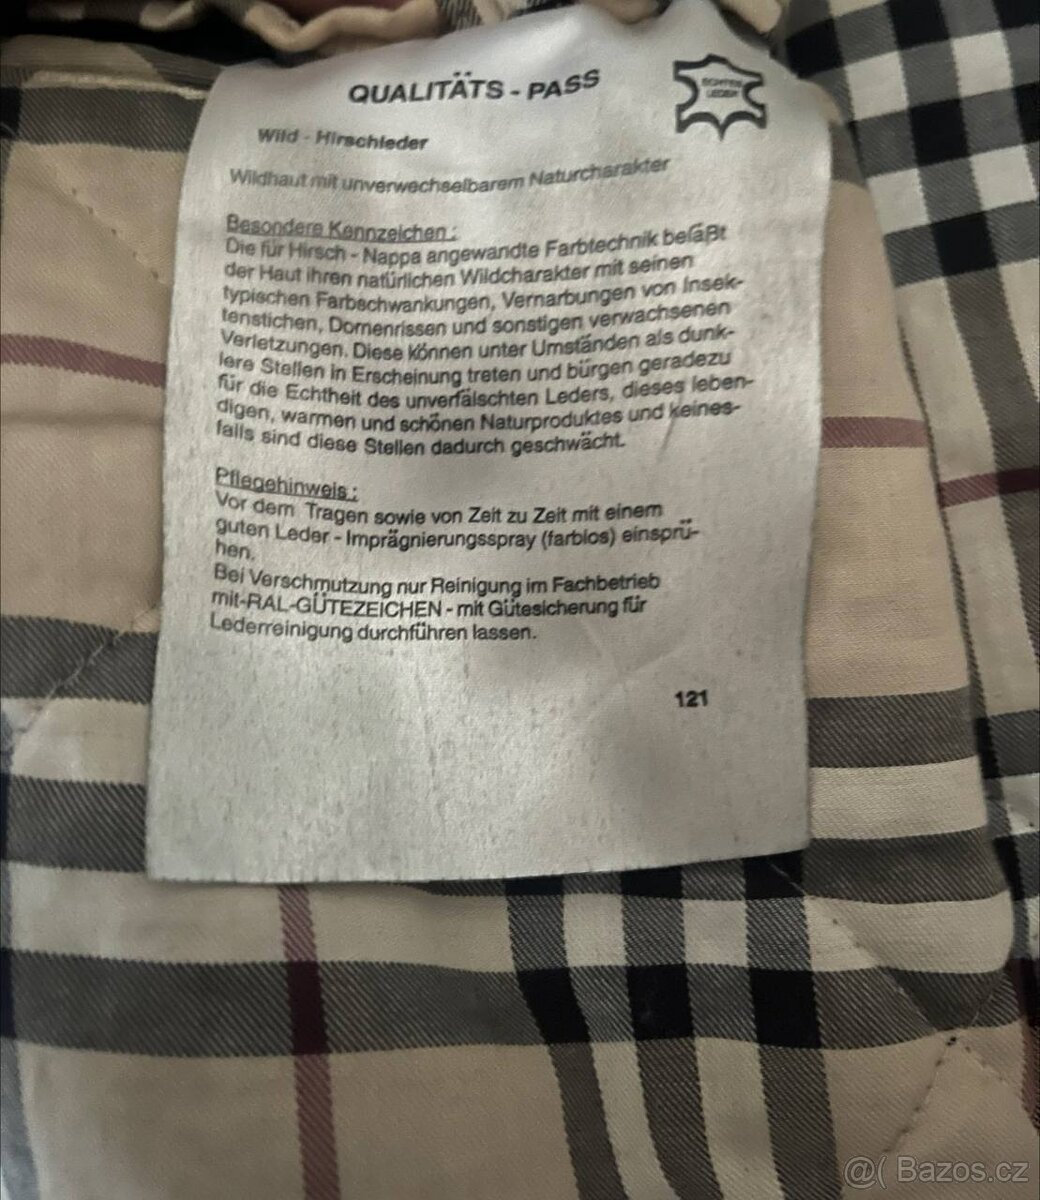 QUALITÄTS - PASS
ECHTES
LEDER
Wild - Hirschleder
Wildhaut mit unverwechselbarem Naturcharakter
Besondere Kennzeichen :
Die für Hirsch - Nappa angewandte Farbtechnik beläßt
der Haut ihren natürlichen Wildcharakter mit seinen
typischen Farbschwankungen, Vernarbungen von Insek-
tenstichen, Dornenrissen und sonstigen verwachsenen
Verletzungen. Diese können unter Umständen als dunk-
lere Stellen in Erscheinung treten und bürgen geradezu
für die Echtheit des unverfälschten Leders, dieses leben-
digen, warmen und schönen Naturproduktes und keines-
falls sind diese Stellen dadurch geschwächt.
Pflegehinweis :
Vor dem Tragen sowie von Zeit zu Zeit mit einem
guten Leder - Imprägnierungsspray (farblos) einsprü-
hen.
Bei Verschmutzung nur Reinigung im Fachbetrieb
mit-RAL-GÜTEZEICHEN - mit Gütesicherung für
Lederreinigung durchführen lassen.
121
@( Bazos.cz